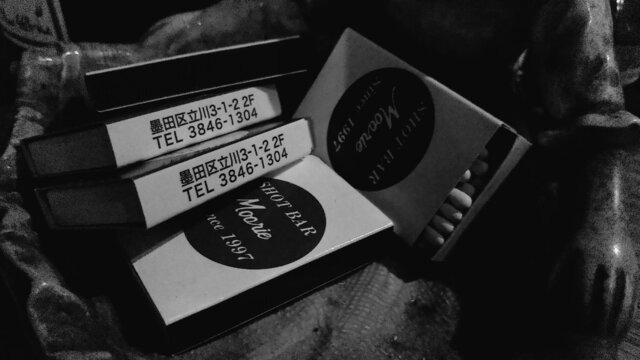 墨田区立川3-1-2 2F
TEL 3846-1304
墨田区立川3-1-2 2F
TEL 3846-1304
SHOT BAR
Moorie
Since 1997
SHOT BAR
Moorie
since 1997